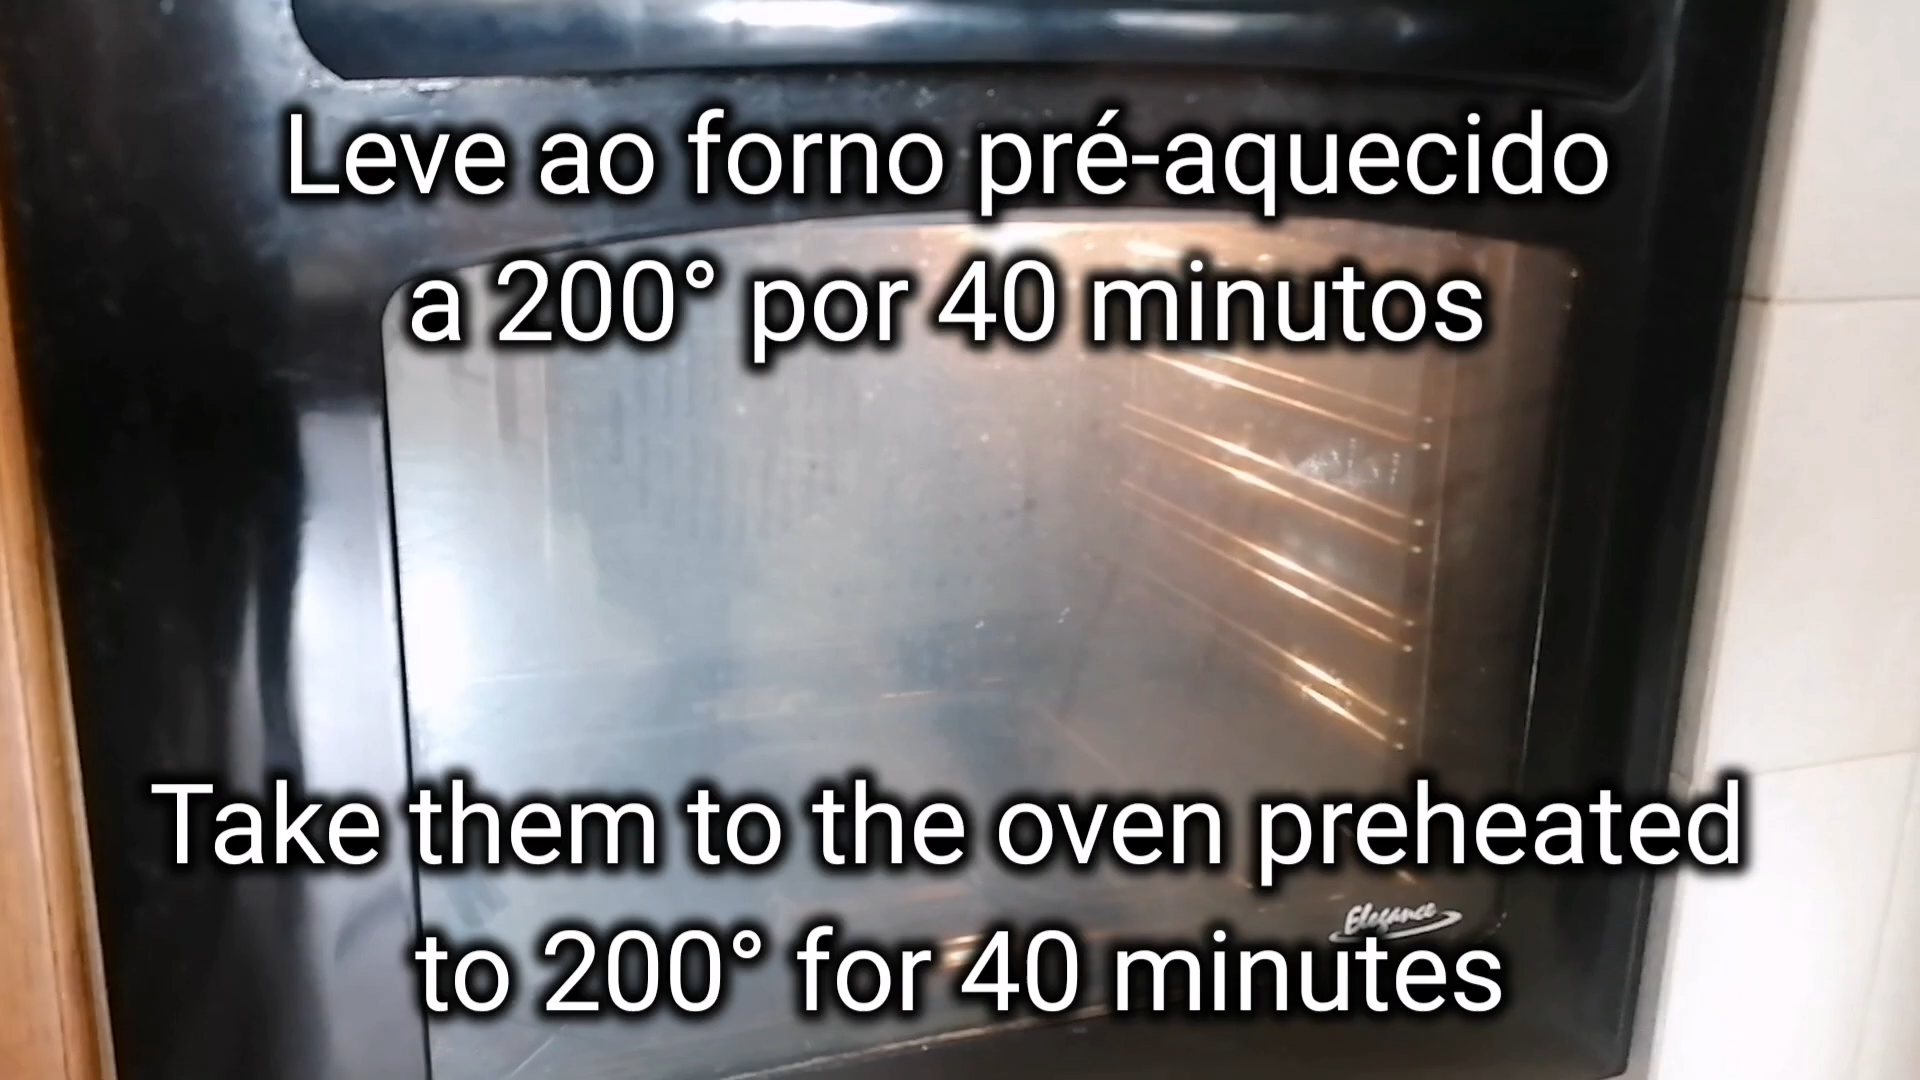 Leve ao forno pré-aquecido
a 200° por 40 minutos
Take them to the oven preheated
to 200° for 40 minutes
Elegance